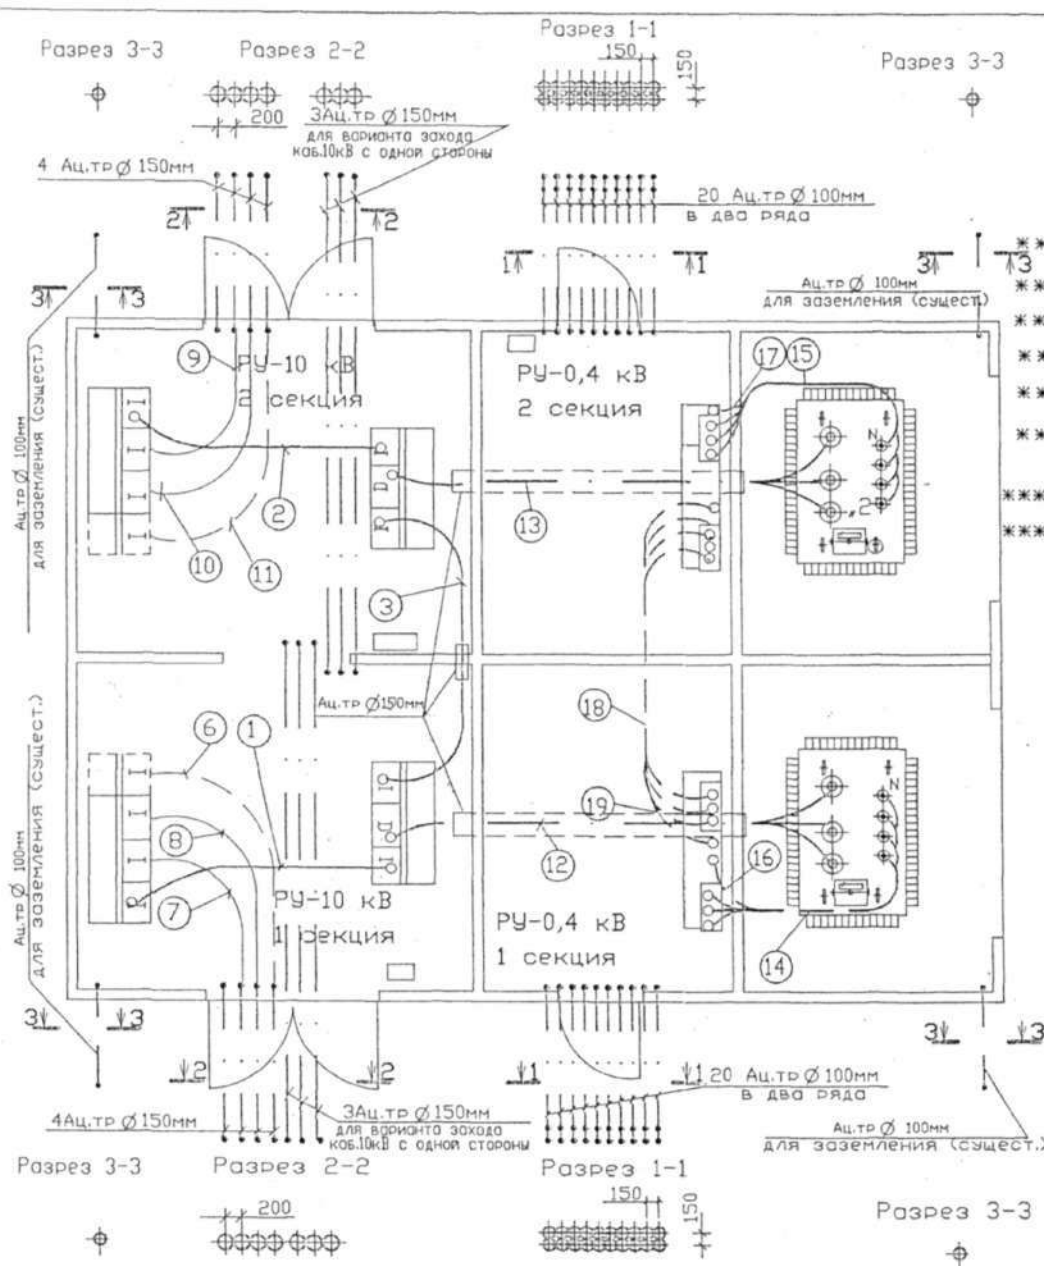 Разрез 3-3
Разрез 2-2
Разрез 1-1
Разрез 3-3
150
150
200
3Ац.тр Ø150мм
для варианта захода
каб.10кВ с одной стороны
4 Ац.тр Ø 150мм
20 Ац.тр Ø 100мм
в два ряда
2
2
1
1
3
3
3
3
Ац.тр Ø 100мм
для заземления (сущест.)
Ац.тр Ø 100мм
для заземления (сущест.)
РУ-10 кВ
2 секция
РУ-0,4 кВ
2 секция
9
17
15
N
2
2
10
11
13
3
Ац.тр Ø150мм
Ац.тр Ø 100мм
для заземления (сущест.)
6
1
18
8
19
12
16
N
7
14
РУ-10 кВ
1 секция
РУ-0,4 кВ
1 секция
3
3
3
3
2
2
1
1
20 Ац.тр Ø 100мм
в два ряда
4Ац.тр Ø150мм
3Ац.тр Ø150мм
для варианта захода
каб.10кВ с одной стороны
Ац.тр Ø 100мм
для заземления (сущест.)
Разрез 3-3
Разрез 2-2
Разрез 1-1
Разрез 3-3
200
150
150